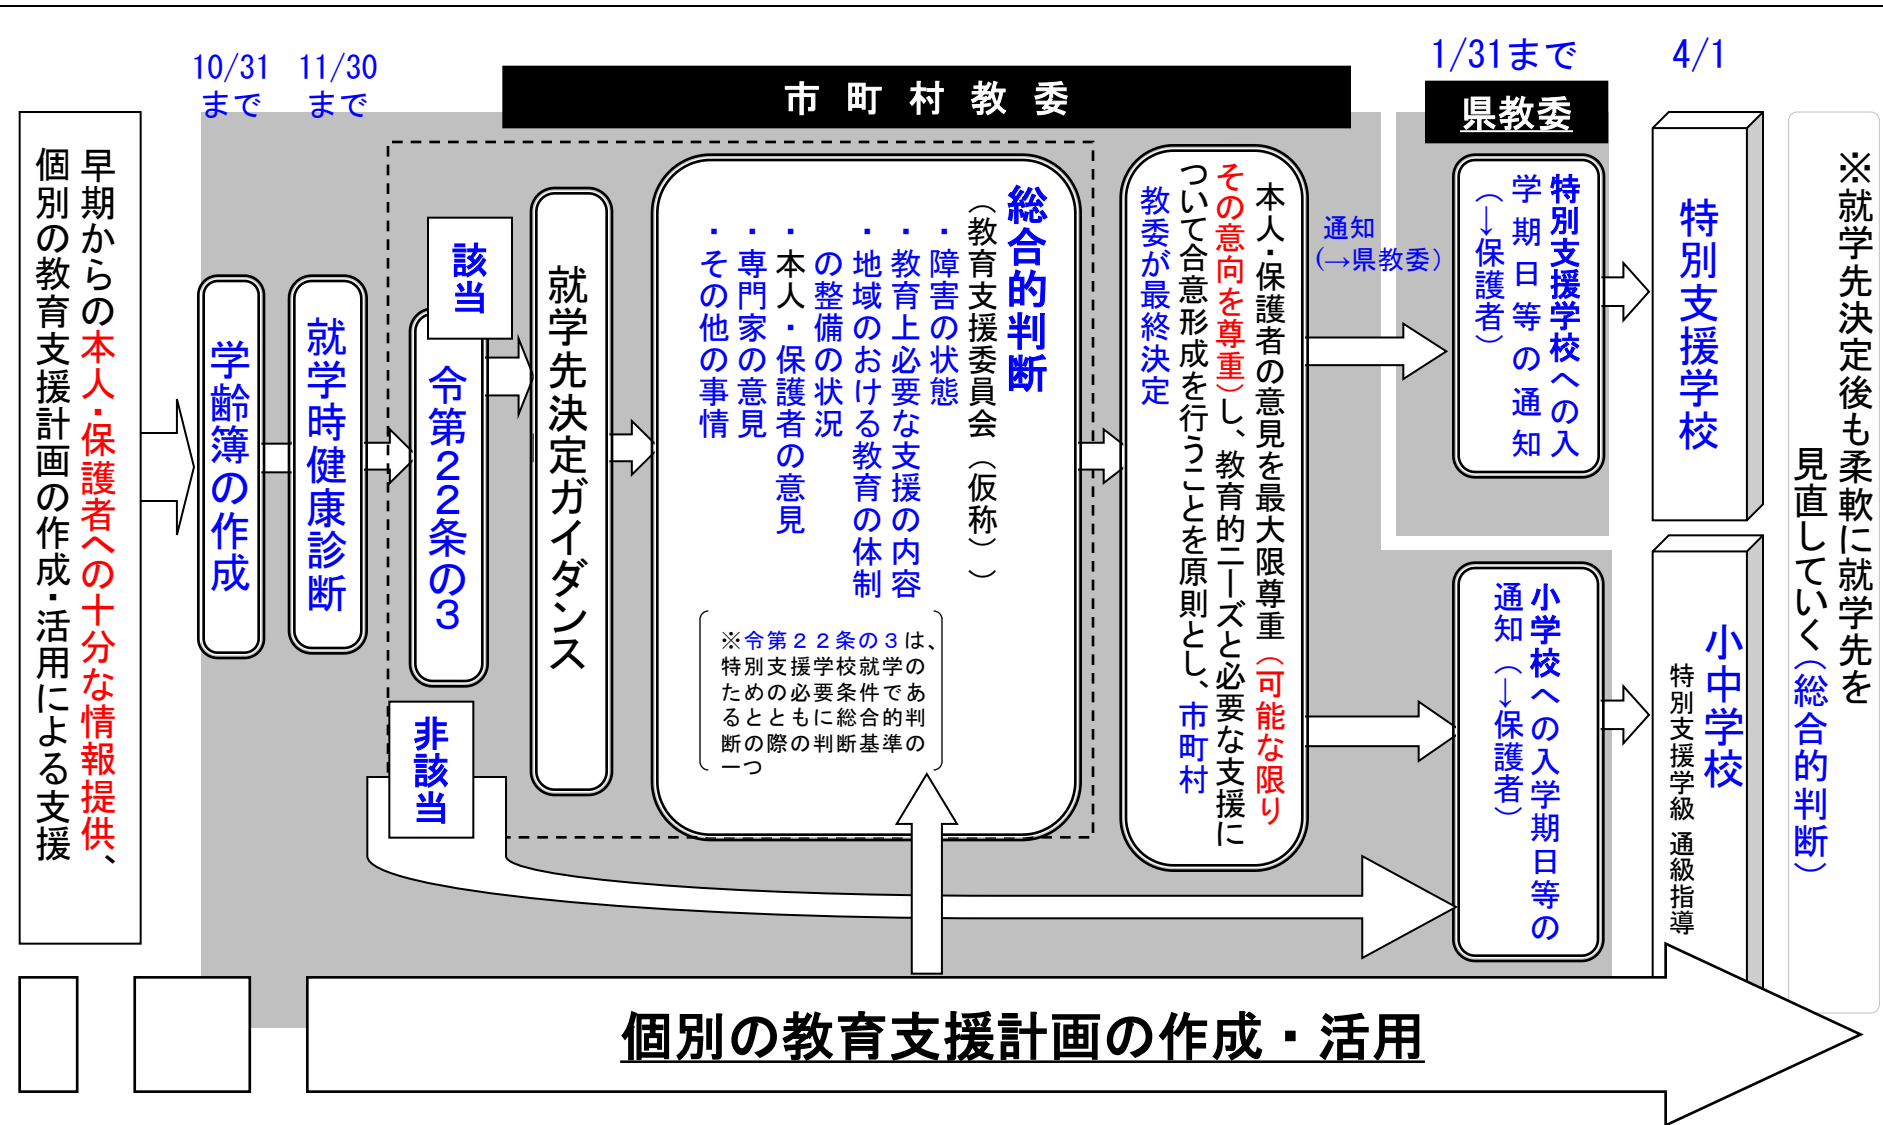 10/31
まで
11/30
まで
市町村教委
1/31まで
県教委
4/1
早期からの本人・保護者への十分な情報提供、
個別の教育支援計画の作成・活用による支援
学齢簿の作成
就学時健康診断
該当
令第22条の3
非該当
就学先決定ガイダンス
総合的判断
(教育支援委員会(仮称))
・障害の状態
・教育上必要な支援の内容
・地域のおける教育の体制
の整備の状況
・本人・保護者の意見
・専門家の意見
・その他の事情
※令第22条の3は、
特別支援学校就学の
ための必要条件であ
るとともに総合的判
断の際の判断基準の
一つ
本人・保護者の意見を最大限尊重(可能な限り
その意向を尊重)し、教育的ニーズと必要な支援に
ついて合意形成を行うことを原則とし、市町村
教委が最終決定
通知
(→県教委)
特別支援学校への入
学期日等の通知
(→保護者)
小学校への入学期日等の
通知(→保護者)
特別支援学校
小中学校
特別支援学級 通級指導
※就学先決定後も柔軟に就学先を
見直していく(総合的判断)
個別の教育支援計画の作成・活用